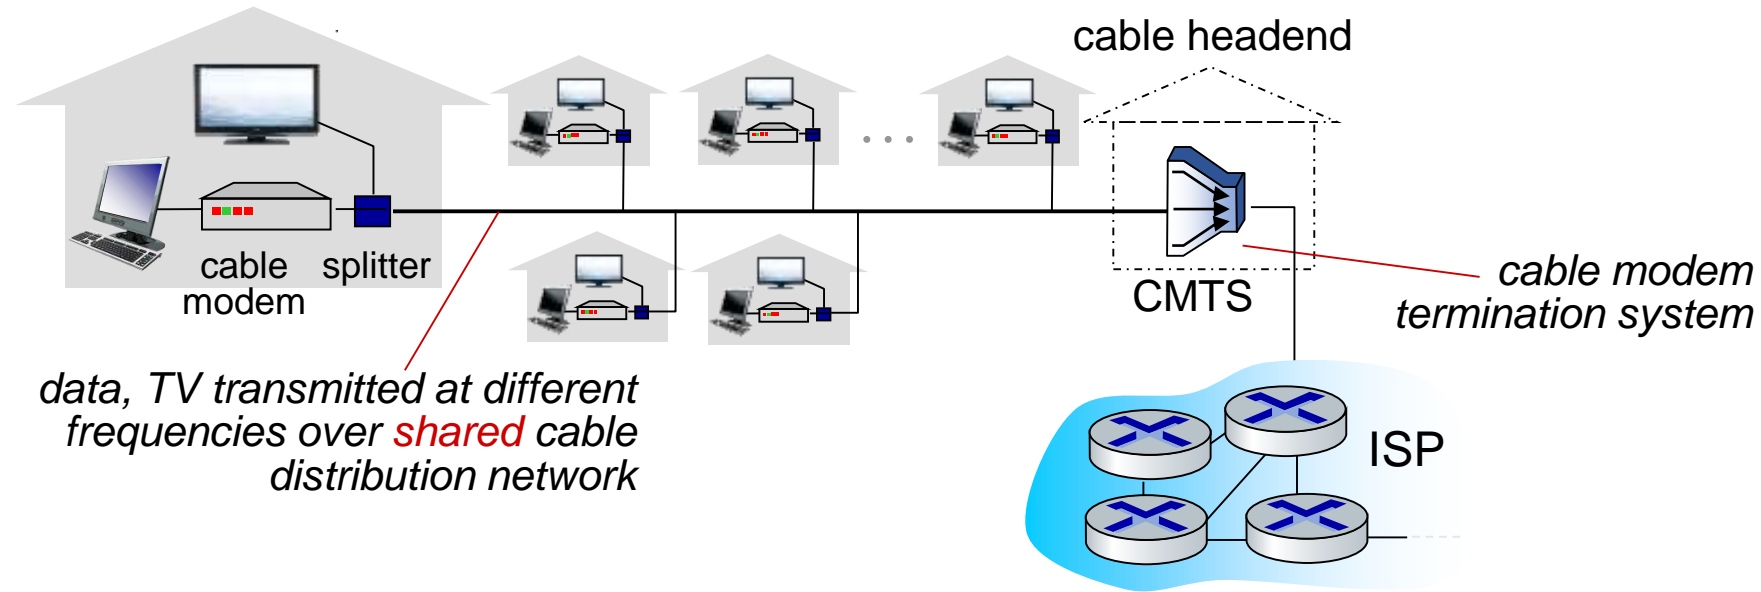 cable headend
cable
modem
splitter
CMTS
cable modem
termination system
data, TV transmitted at different
frequencies over shared cable
distribution network
ISP